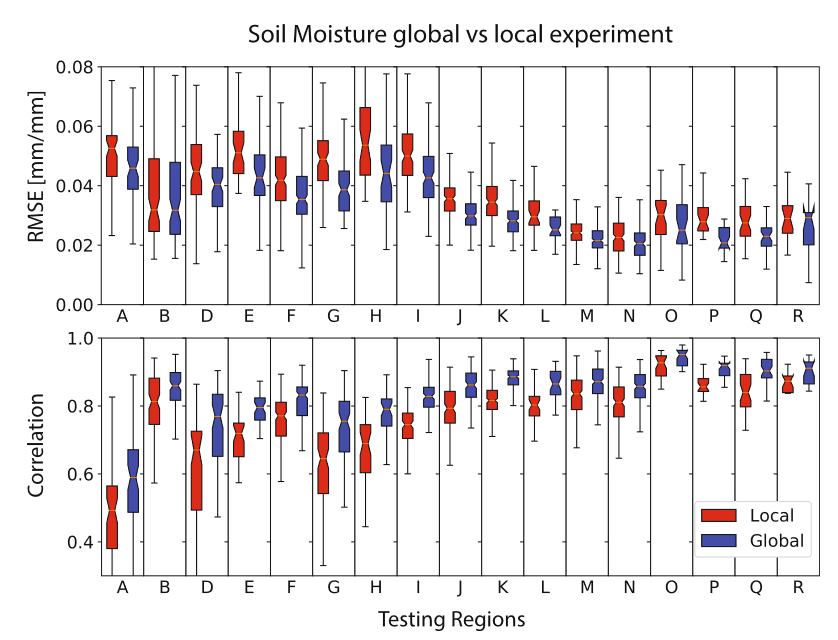 Soil Moisture global vs local experiment
RMSE [mm/mm]
0.08
0.06
0.04
0.02
0.00
A B D E F G H I J K L M N O P Q R
Correlation
1.0
0.8
0.6
0.4
Local
Global
A B D E F G H I J K L M N O P Q R
Testing Regions